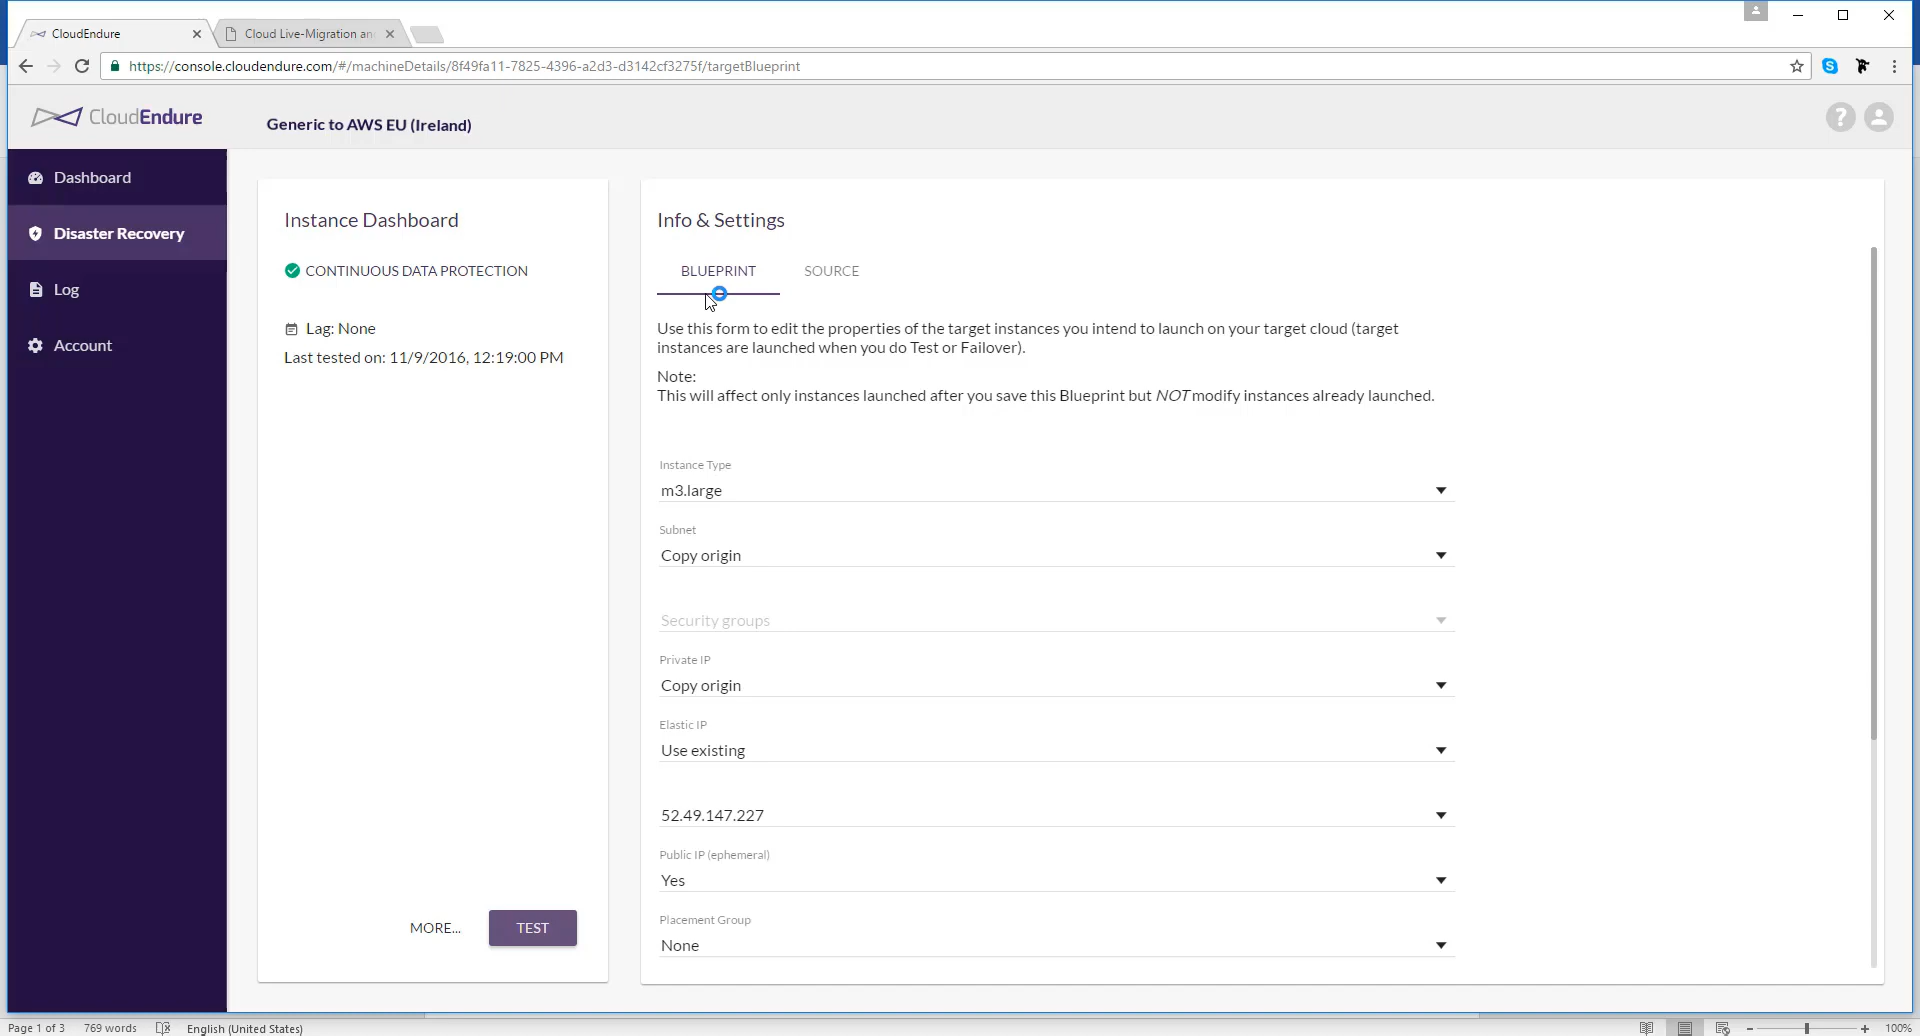 CloudEndure
Cloud Live-Migration an
https://console.cloudendure.com/#/machineDetails/8f49fa11-7825-4396-a2d3-d3142cf3275f/targetBlueprint
CloudEndure
Generic to AWS EU (Ireland)
?
Dashboard
Disaster Recovery
Log
Account
Instance Dashboard
CONTINUOUS DATA PROTECTION
Lag: None
Last tested on: 11/9/2016, 12:19:00 PM
MORE...
TEST
Info & Settings
BLUEPRINT
SOURCE
Use this form to edit the properties of the target instances you intend to launch on your target cloud (target
instances are launched when you do Test or Failover).
Note:
This will affect only instances launched after you save this Blueprint but NOT modify instances already launched.
Instance Type
m3.large
Subnet
Copy origin
Security groups
Private IP
Copy origin
Elastic IP
Use existing
52.49.147.227
Public IP (ephemeral)
Yes
Placement Group
None
Page 1 of 3
769 words
English (United States)
100%